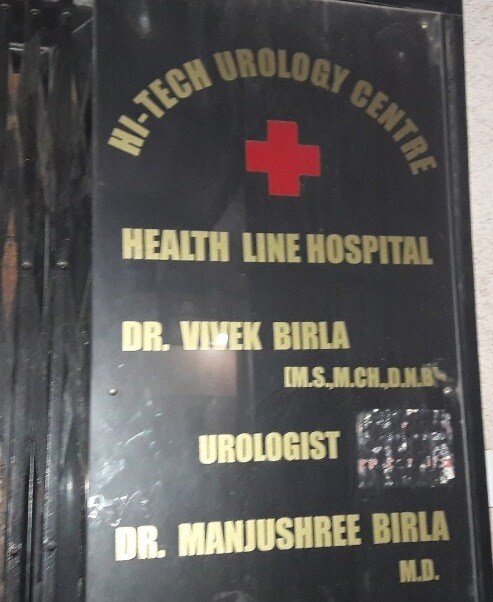 HI-TECH UROLOGY CENTRE
HEALTH LINE HOSPITAL
DR. VIVEK BIRLA
[M.S.,M.CH.,D.N.B
UROLOGIST
DR. MANJUSHREE BIRLA
M.D.